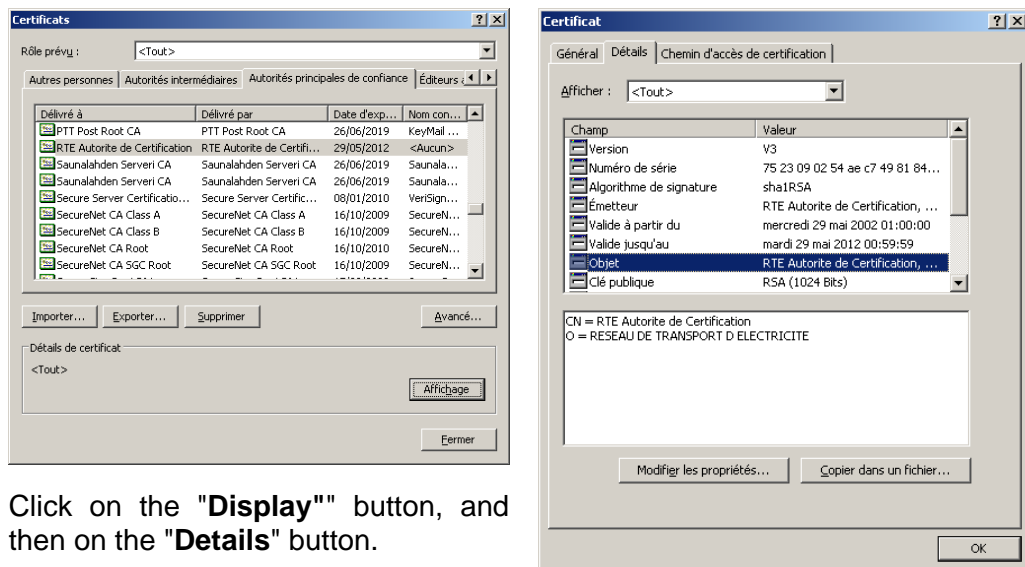 Certificats
Rôle prévu :
<Tout>
Autres personnes Autorités intermédiaires Autorités principales de confiance Éditeurs
Délivré à Délivré par Date d'exp... Nom con...
PTT Post Root CA PTT Post Root CA 26/06/2019 KeyMail ...
RTE Autorite de Certification RTE Autorite de Certifi... 29/05/2012 <Aucun>
Saunalahden Serveri CA Saunalahden Serveri CA 26/06/2019 Saunala...
Saunalahden Serveri CA Saunalahden Serveri CA 26/06/2019 Saunala...
Secure Server Certificatio... Secure Server Certific... 08/01/2010 VeriSign...
SecureNet CA Class A SecureNet CA Class A 16/10/2009 SecureN...
SecureNet CA Class B SecureNet CA Class B 16/10/2009 SecureN...
SecureNet CA Root SecureNet CA Root 16/10/2010 SecureN...
SecureNet CA SGC Root SecureNet CA SGC Root 16/10/2009 SecureN...
Importer... Exporter... Supprimer Avancé...
Détails de certificat
<Tout>
Affichage
Fermer
Click on the "Display"" button, and
then on the "Details" button.
Certificat
Général Détails Chemin d'accès de certification
Afficher : <Tout>
Champ Valeur
Version V3
Numéro de série 75 23 09 02 54 ae c7 49 81 84...
Algorithme de signature sha1RSA
Émetteur RTE Autorite de Certification, ...
Valide à partir du mercredi 29 mai 2002 01:00:00
Valide jusqu'au mardi 29 mai 2012 00:59:59
Objet RTE Autorite de Certification, ...
Clé publique RSA (1024 Bits)
CN = RTE Autorite de Certification
O = RESEAU DE TRANSPORT D ELECTRICITE
Modifier les propriétés... Copier dans un fichier...
OK